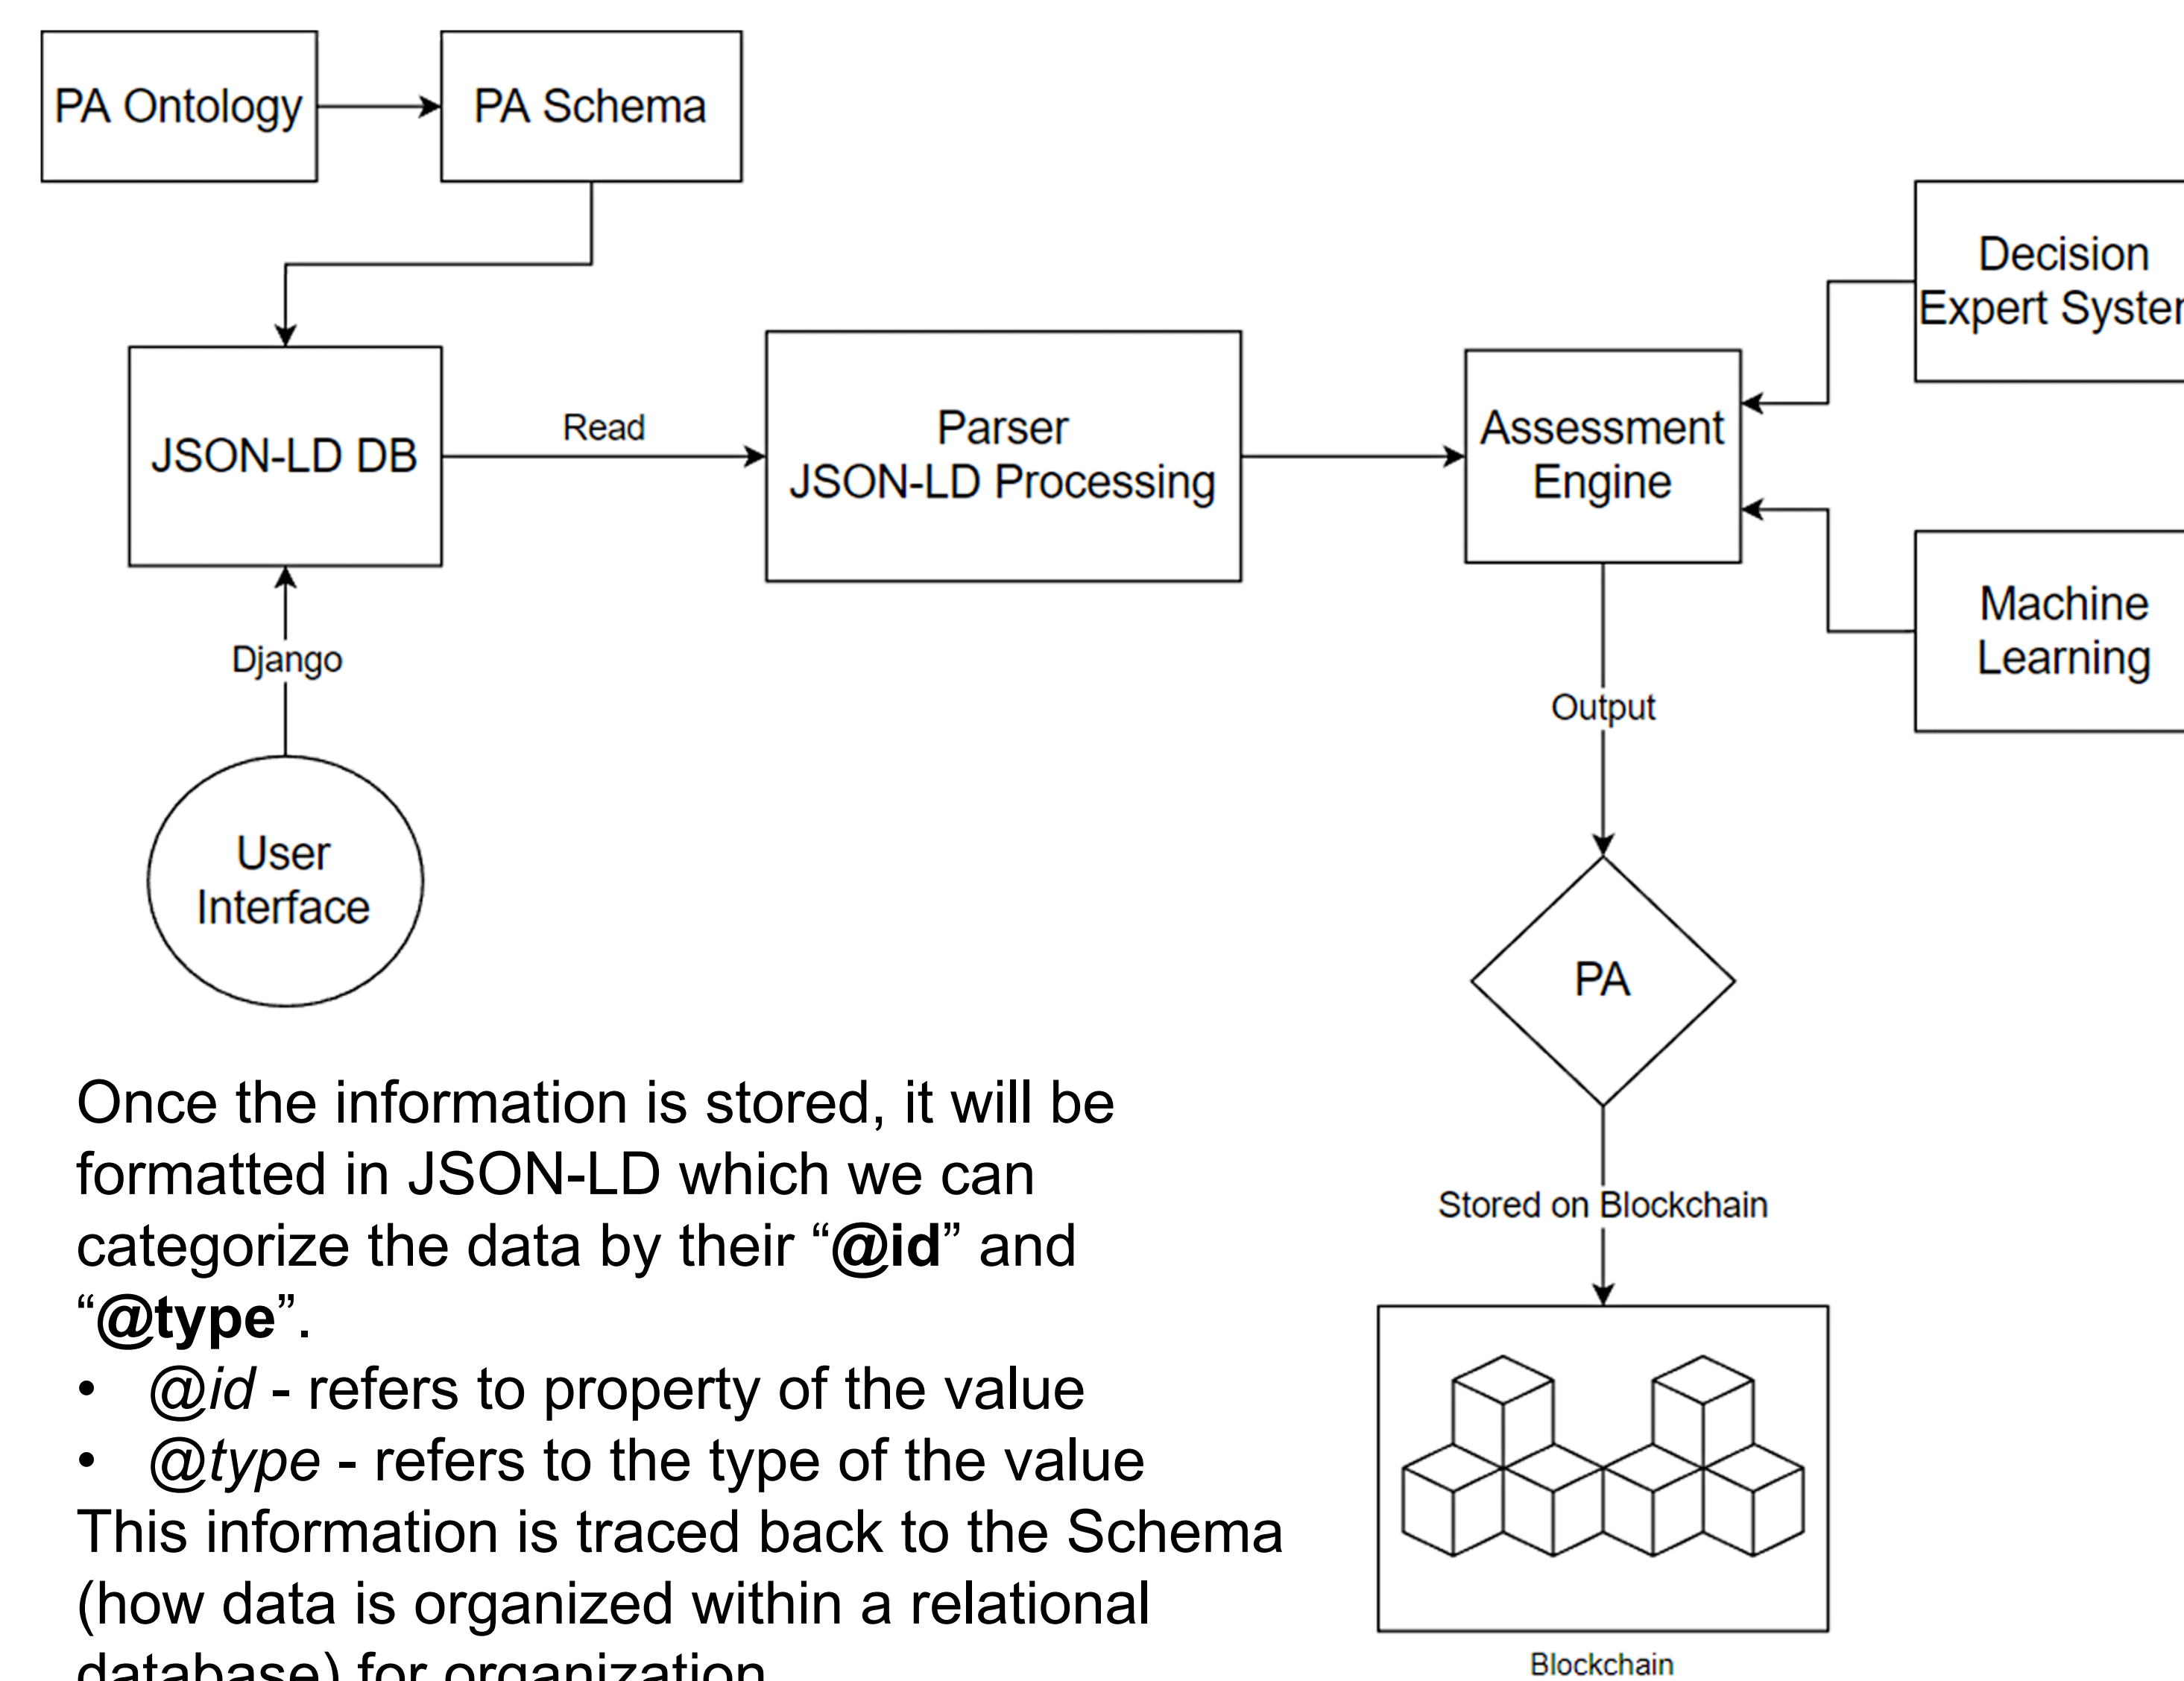 PA Ontology
PA Schema
Decision
Expert
JSON-LD DB
Read
Parser
JSON-LD Processing
Assessment
Engine
Machine
Learning
Django
Output
User
Interface
PA
Once the information is stored, it will be
formatted in JSON-LD which we can
categorize the data by their “@id” and
“@type”.
• @id - refers to property of the value
• @type - refers to the type of the value
This information is traced back to the Schema
(how data is organized within a relational
database) for organization
Stored on Blockchain
Blockchain